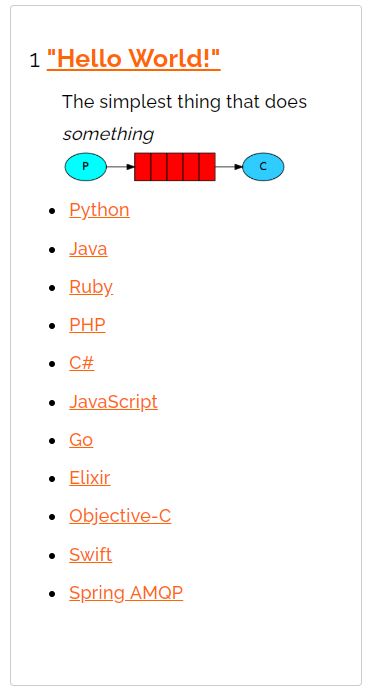 1 "Hello World!"
The simplest thing that does
something
P C
Python
Java
Ruby
PHP
C#
JavaScript
Go
Elixir
Objective-C
Swift
Spring AMQP